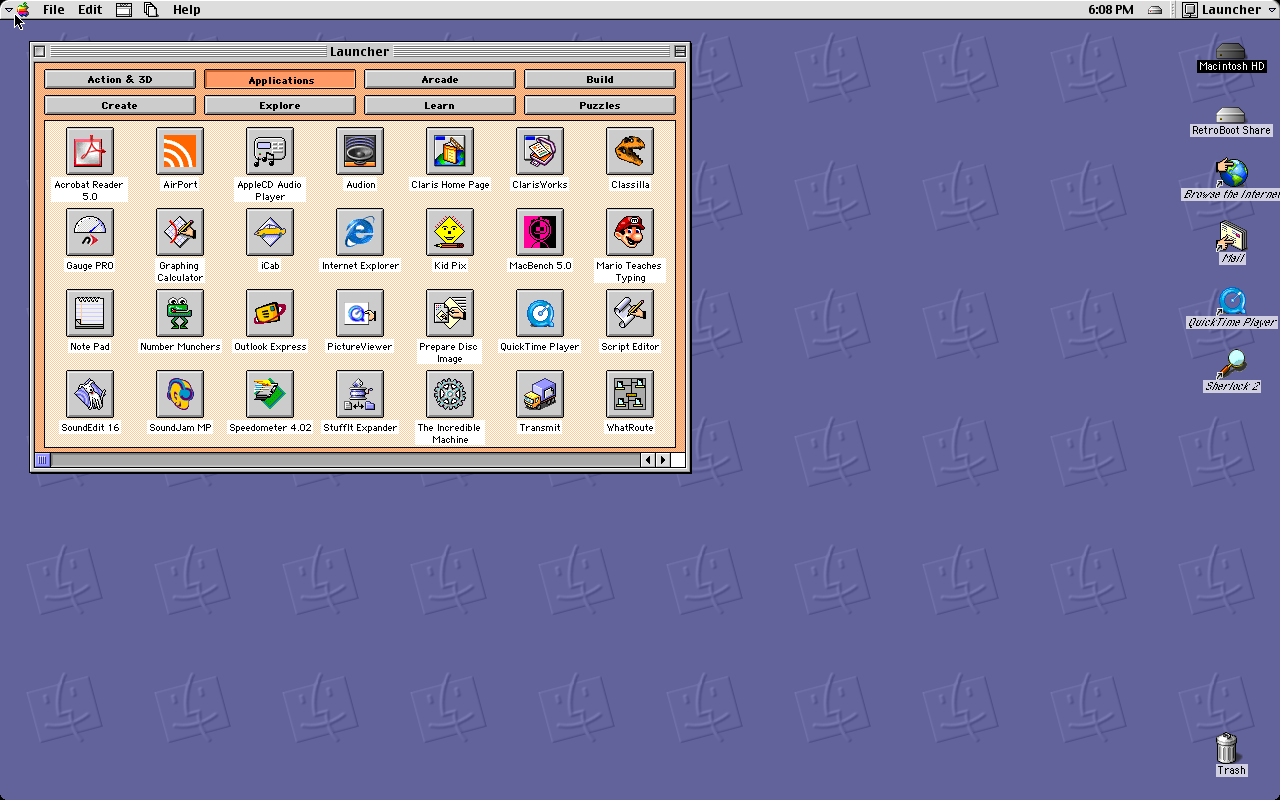 File Edit Help 6:08 PM Launcher
Launcher
Action & 3D Applications Arcade Build
Create Explore Learn Puzzles
Acrobat Reader 5.0
AirPort
AppleCD Audio Player
Audion
Claris Home Page
ClarisWorks
Classilla
Gauge PRO
Graphing Calculator
iCab
Internet Explorer
Kid Pix
MacBench 5.0
Mario Teaches Typing
Note Pad
Number Munchers
Outlook Express
PictureViewer
Prepare Disc Image
QuickTime Player
Script Editor
SoundEdit 16
SoundJam MP
Speedometer 4.02
StuffIt Expander
The Incredible Machine
Transmit
WhatRoute
Macintosh HD
RetroBoot Share
Browse the Internet
Mail
QuickTime Player
Sherlock 2
Trash